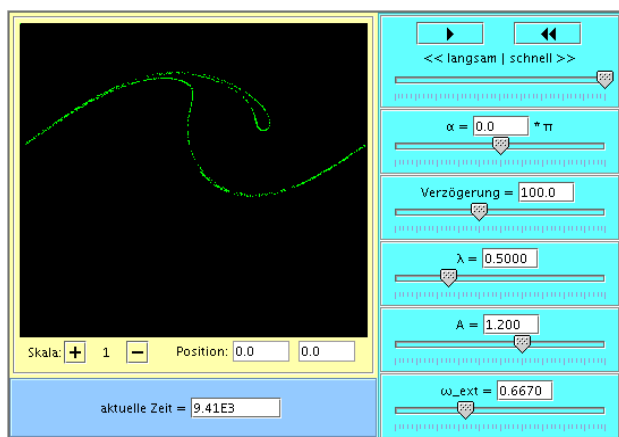 << langsam | schnell >>
α = 0.0 * π
Verzögerung = 100.0
λ = 0.5000
A = 1.200
ω_ext = 0.6670
Skala: + 1 − Position: 0.0 0.0
aktuelle Zeit = 9.41E3